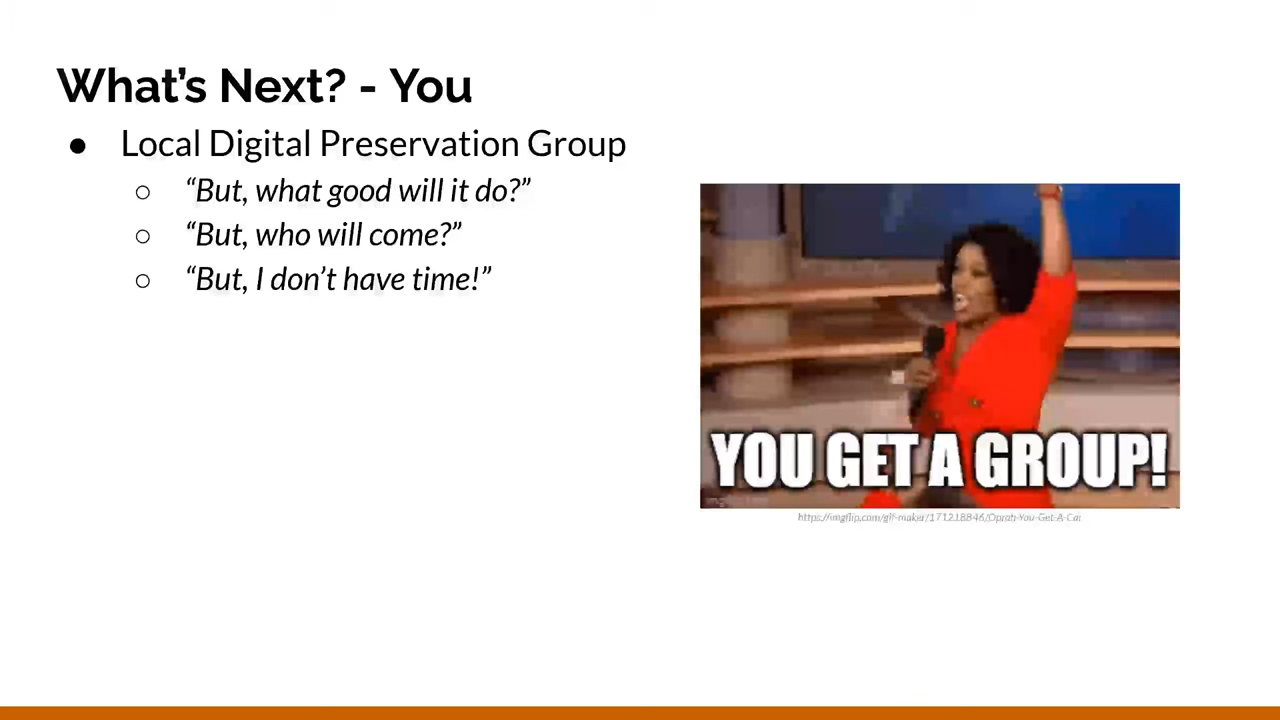 What's Next? - You
● Local Digital Preservation Group
○ “But, what good will it do?”
○ “But, who will come?”
○ “But, I don't have time!”
YOU GET A GROUP!
https://imgflip.com/gif-maker/171218846/Oprah-You-Get-A-Car